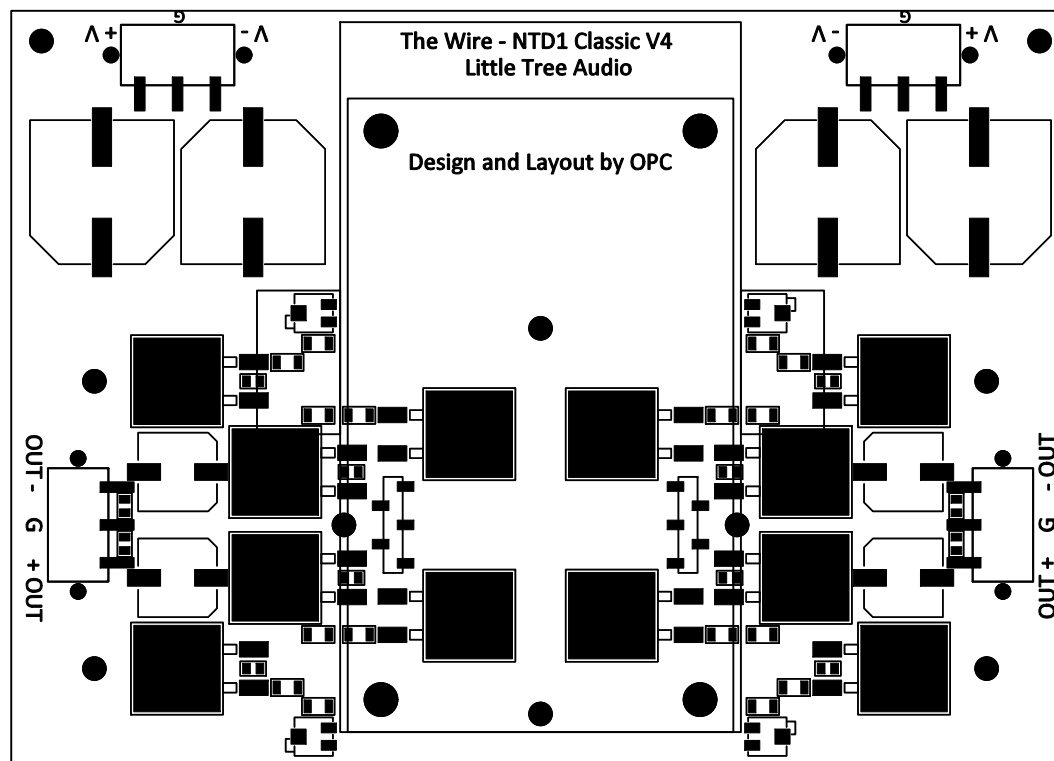 V + G - V
The Wire - NTD1 Classic V4
Little Tree Audio
V - G + V
Design and Layout by OPC
OUT - G + OUT
OUT + G - OUT